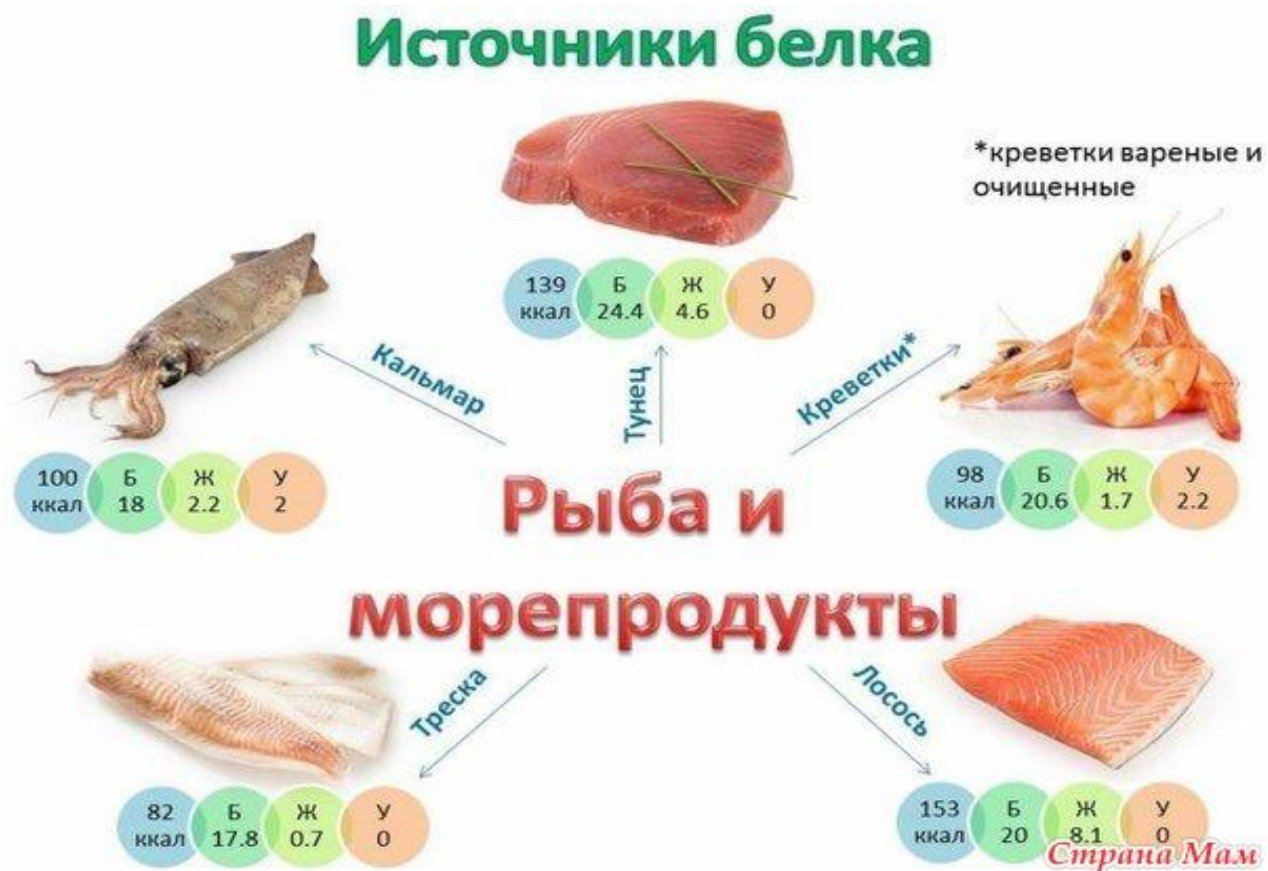 Источники белка
*креветки вареные и
очищенные
139
ккал
Б
24.4
Ж
4.6
У
0
Кальмар
Тунец
Креветки*
100
ккал
Б
18
Ж
2.2
У
2
98
ккал
Б
20.6
Ж
1.7
У
2.2
Рыба и
морепродукты
Треска
Лосось
82
ккал
Б
17.8
Ж
0.7
У
0
153
ккал
Б
20
Ж
8.1
У
0
Страна Мам